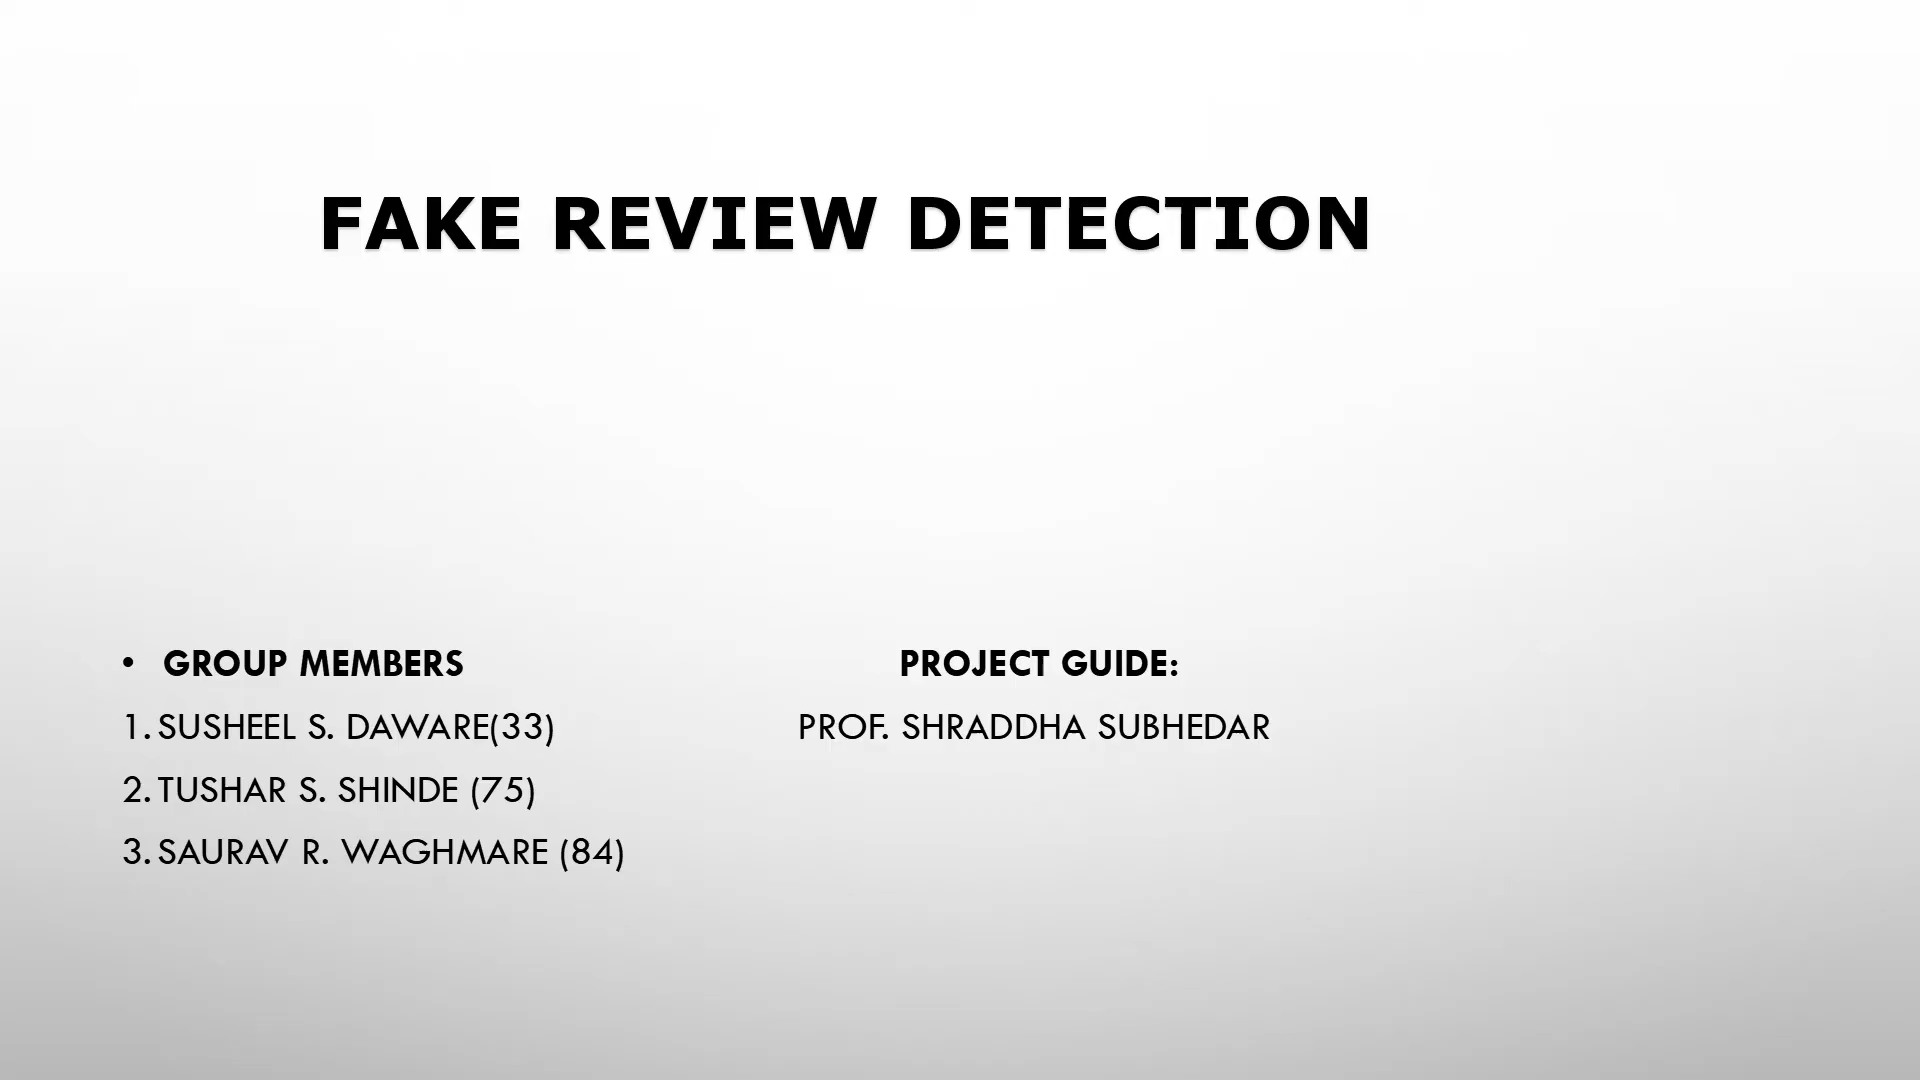 FAKE REVIEW DETECTION
• GROUP MEMBERS
1. SUSHEEL S. DAWARE(33)
2. TUSHAR S. SHINDE (75)
3. SAURAV R. WAGHMARE (84)
PROJECT GUIDE:
PROF. SHRADDHA SUBHEDAR